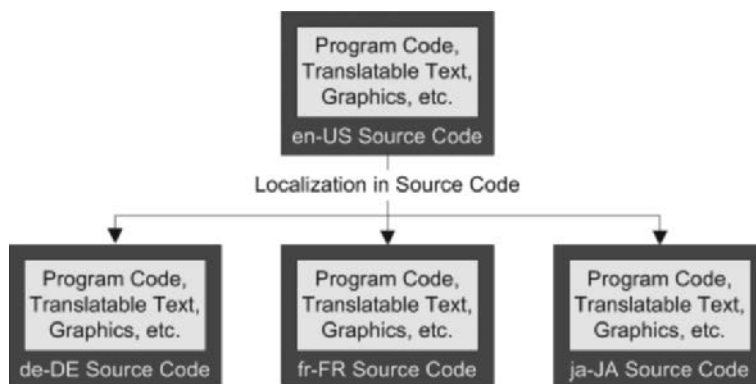 Program Code,
Translatable Text,
Graphics, etc.
en-US Source Code
Localization in Source Code
Program Code,
Translatable Text,
Graphics, etc.
de-DE Source Code
Program Code,
Translatable Text,
Graphics, etc.
fr-FR Source Code
Program Code,
Translatable Text,
Graphics, etc.
ja-JA Source Code